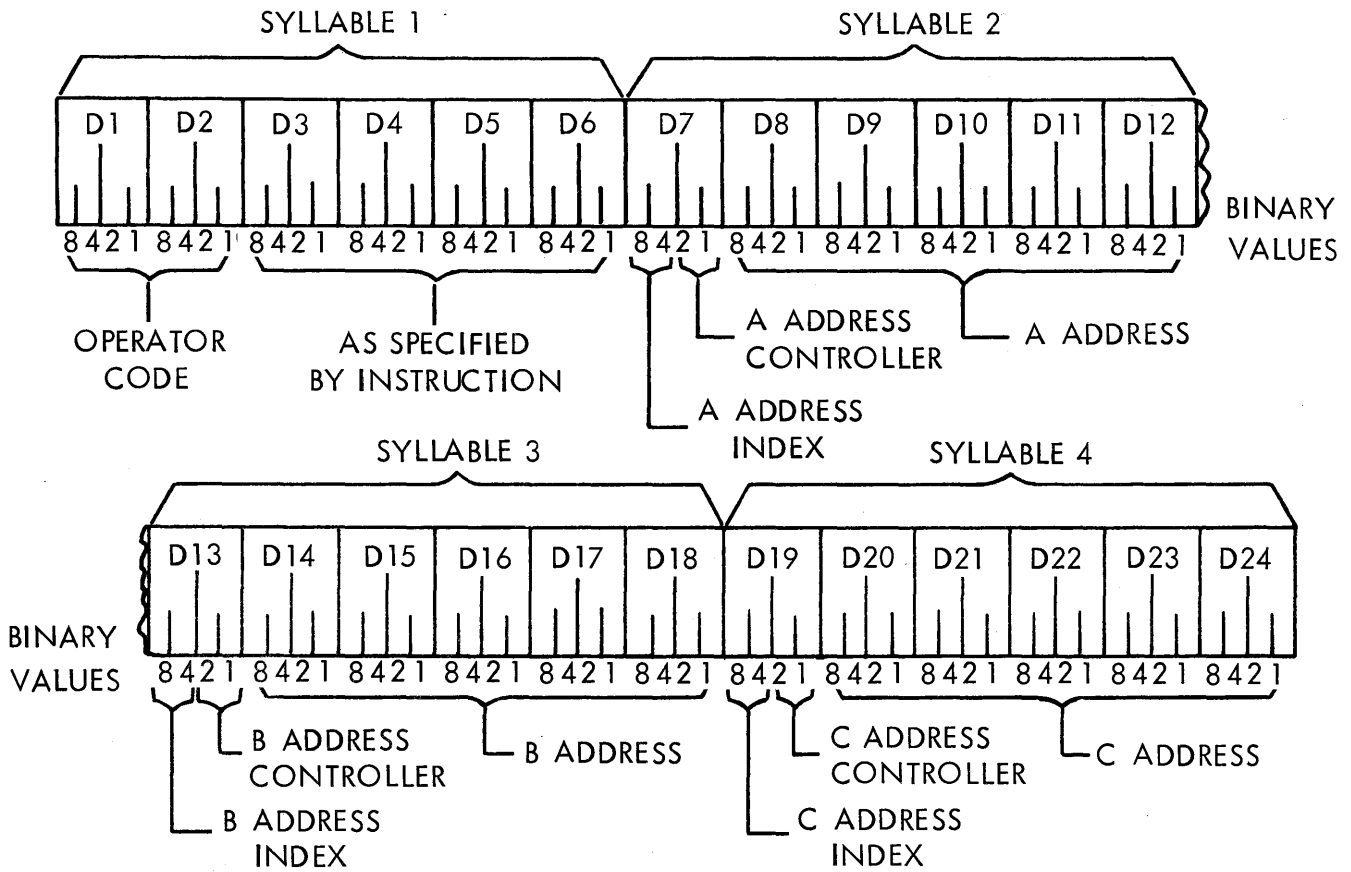 SYLLABLE 1 SYLLABLE 2
D1 D2 D3 D4 D5 D6 D7 D8 D9 D10 D11 D12
8421 8421 8421 8421 8421 8421 8421 8421 8421 8421 8421 8421
BINARY
VALUES
OPERATOR
CODE
AS SPECIFIED
BY INSTRUCTION
A ADDRESS
CONTROLLER
A ADDRESS
A ADDRESS
INDEX
SYLLABLE 3 SYLLABLE 4
D13 D14 D15 D16 D17 D18 D19 D20 D21 D22 D23 D24
BINARY
VALUES
8421 8421 8421 8421 8421 8421 8421 8421 8421 8421 8421 8421
B ADDRESS
CONTROLLER
B ADDRESS
C ADDRESS
CONTROLLER
C ADDRESS
B ADDRESS
INDEX
C ADDRESS
INDEX